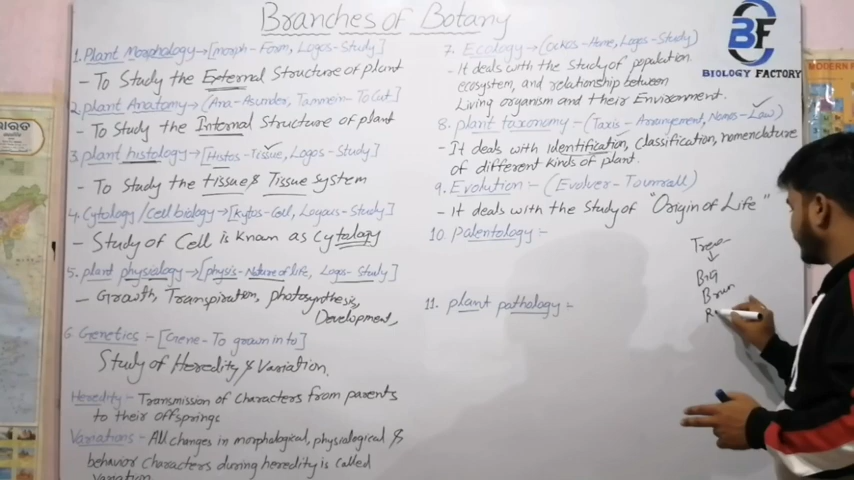 Branches of Botany
1. Plant Morphology → [morph - Form, Logos - Study]
- To Study the External Structure of plant
2. plant Anatomy → (Ana - Asunder, Tammein - To Cut]
- To Study the Internal Structure of plant
3. plant histology → [Histos - Tissue, Logos - Study]
- To Study the tissue & Tissue system
4. Cytology / Cell biology → [Kytos - Cell, Logous - Study]
- Study of Cell is Known as Cytology
5. plant physiology → [physis - Nature of life, Logos - Study]
- Growth, Transpiration, photosynthesis,
Development,
6. Genetics - [Gene - To grown into]
Study of Heredity & Variation.
Heredity - Transmission of Characters from parents
to their offsprings
Variations - All changes in morphological, physiological &
behavior characters during heredity is called
variation
7. Ecology → (Ockos - Home, Logos - Study)
- It deals with the Study of population
ecosystem, and relationship between
Living organism and their Environment.
8. plant taxonomy - (Taxis - Arrangement, Nomos - Law)
- It deals with Identification, Classification, nomenclature
of different kinds of plant.
9. Evolution :- (Evolver - To unrall)
- It deals with the Study of "Origin of Life"
10. Palentology :-
11. plant pathology :-
BF
BIOLOGY FACTORY
Big
ଭାରତ
MODERN